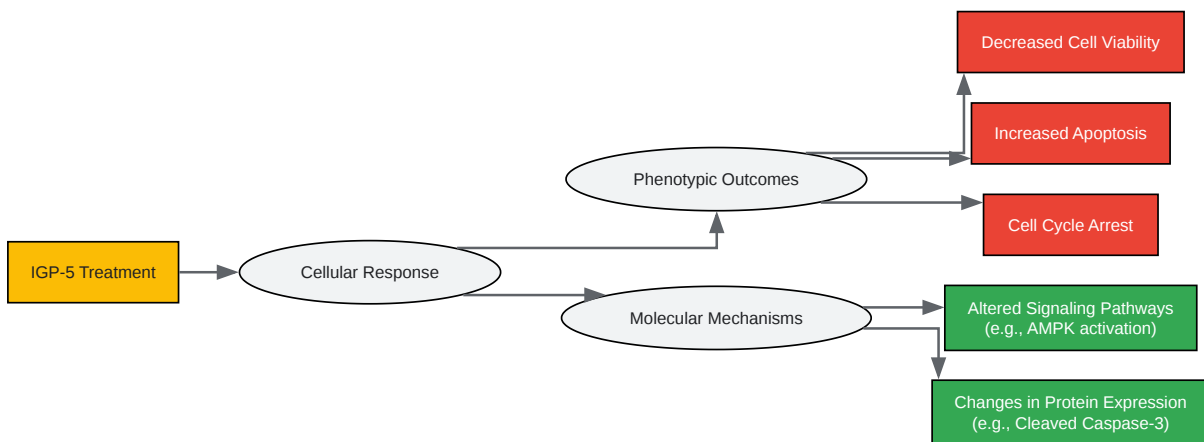 IGP-5 Treatment
Cellular Response
Phenotypic Outcomes
Decreased Cell Viability
Increased Apoptosis
Cell Cycle Arrest
Molecular Mechanisms
Altered Signaling Pathways
(e.g., AMPK activation)
Changes in Protein Expression
(e.g., Cleaved Caspase-3)